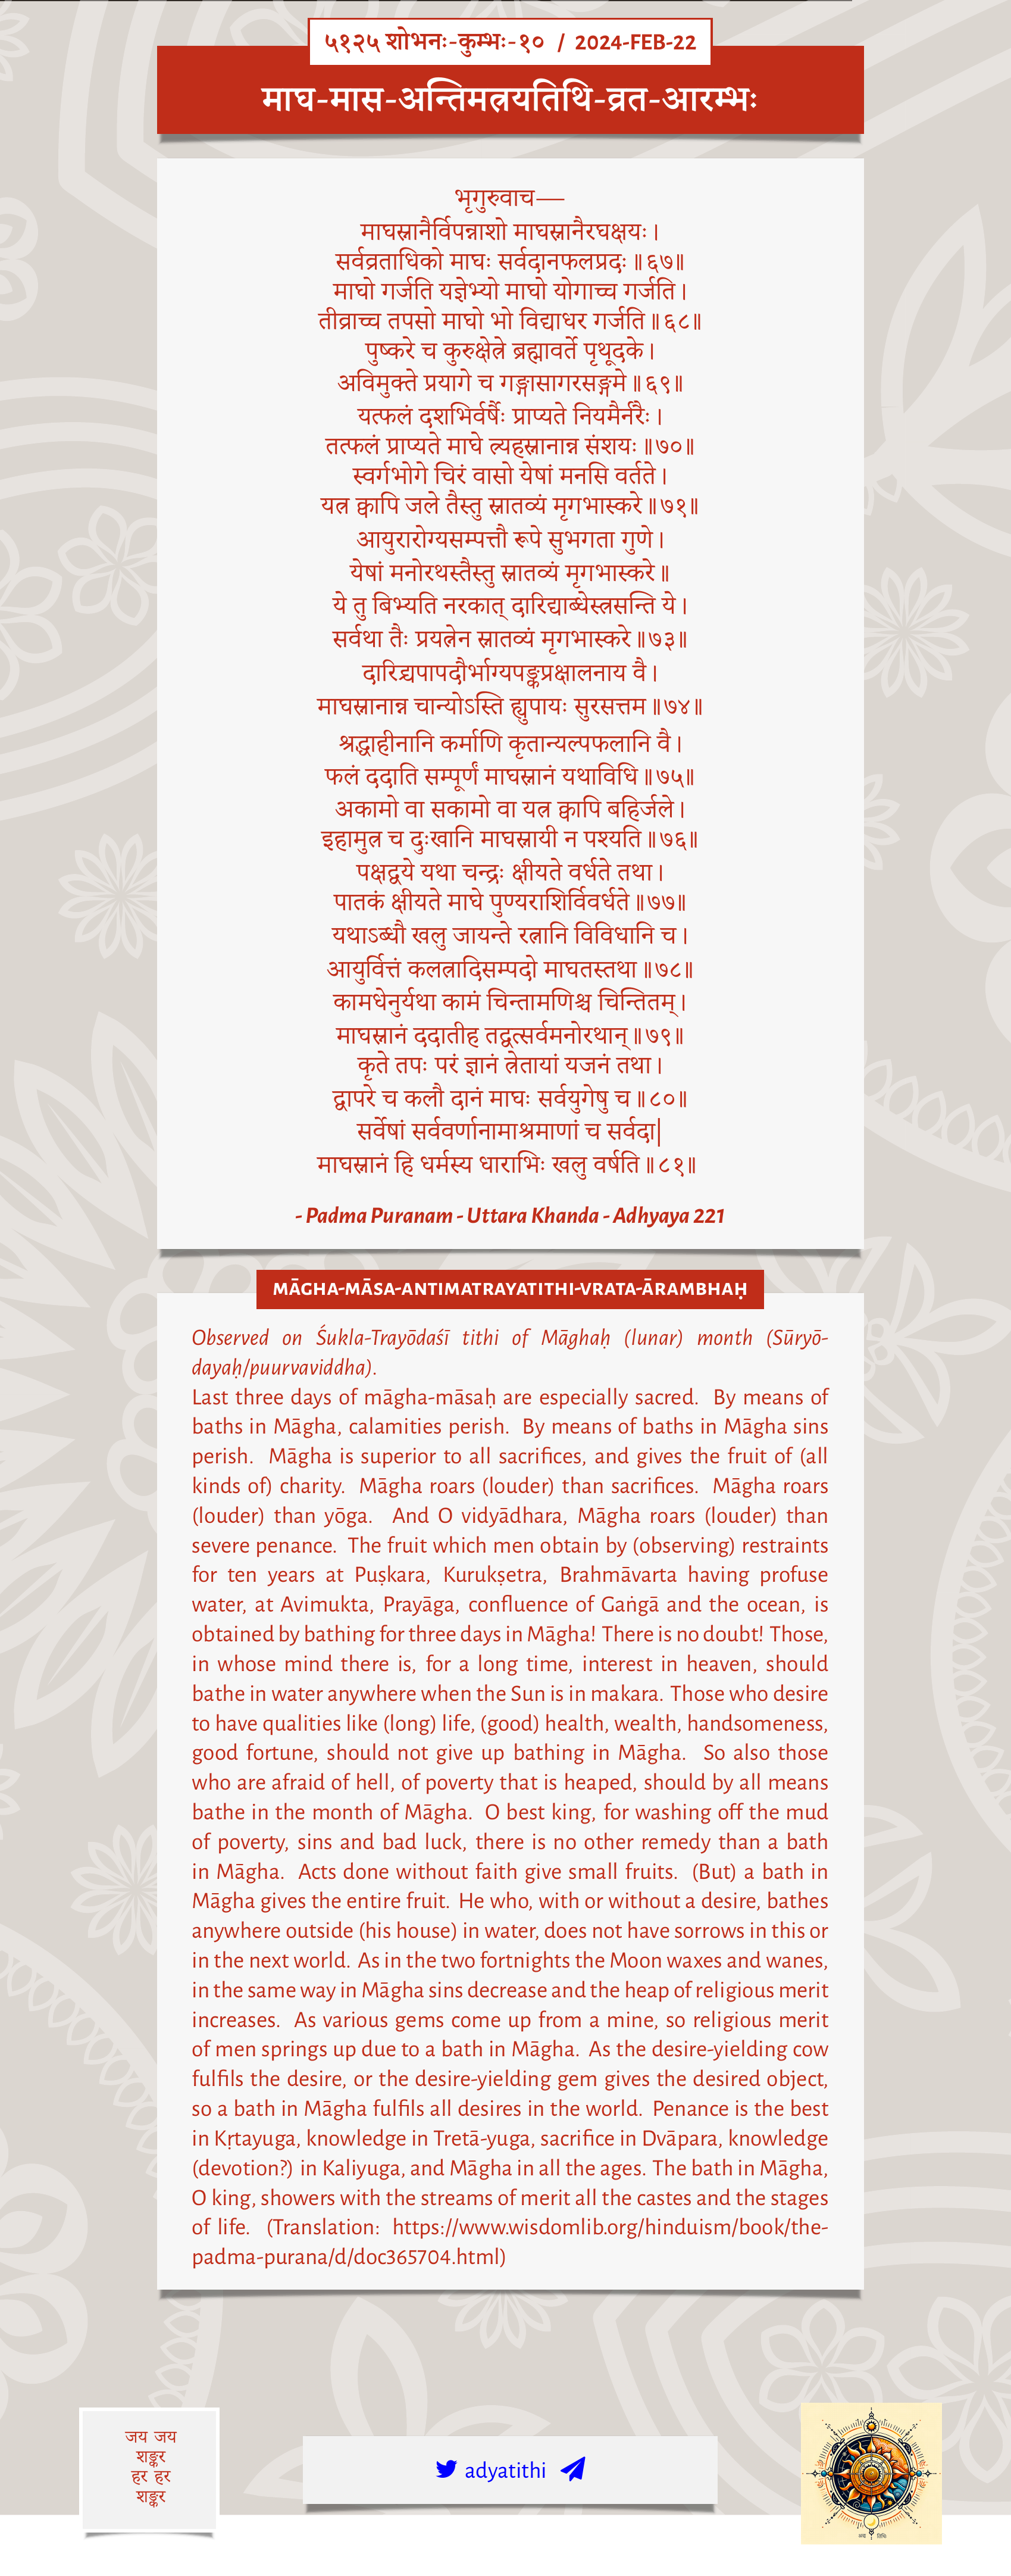 ५१२५ शोभनः-कुम्भः-१० / 2024-FEB-22
माघ-मास-अन्तिमत्रयतिथि-व्रत-आरम्भः
भृगुरुवाच—
माघस्नानैर्विपन्नाशो माघस्नानैरघक्षयः।
सर्वव्रताधिको माघः सर्वदानफलप्रदः॥६७॥
माघो गर्जति यज्ञेभ्यो माघो योगाच्च गर्जति।
तीव्राच्च तपसो माघो भो विद्याधर गर्जति॥६८॥
पुष्करे च कुरुक्षेत्रे ब्रह्मावर्ते पृथूदके।
अविमुक्ते प्रयागे च गङ्गासागरसङ्गमे॥६९॥
यत्फलं दशभिर्वर्षैः प्राप्यते नियमैर्नरैः।
तत्फलं प्राप्यते माघे त्र्यहस्नानान्न संशयः॥७०॥
स्वर्गभोगे चिरं वासो येषां मनसि वर्तते।
यत्र क्वापि जले तैस्तु स्नातव्यं मृगभास्करे॥७१॥
आयुरारोग्यसम्पत्तौ रूपे सुभगता गुणे।
येषां मनोरथस्तैस्तु स्नातव्यं मृगभास्करे॥
ये तु बिभ्यति नरकात् दारिद्याब्धेस्त्रसन्ति ये।
सर्वथा तैः प्रयत्नेन स्नातव्यं मृगभास्करे॥७३॥
दारिद्र्यपापदौर्भाग्यपङ्कप्रक्षालनाय वै।
माघस्नानान्न चान्योऽस्ति ह्युपायः सुरसत्तम॥७४॥
श्रद्धाहीनानि कर्माणि कृतान्यल्पफलानि वै।
फलं ददाति सम्पूर्णं माघस्नानं यथाविधि॥७५॥
अकामो वा सकामो वा यत्र क्वापि बहिर्जले।
इहामुत्र च दुःखानि माघस्नायी न पश्यति॥७६॥
पक्षद्वये यथा चन्द्रः क्षीयते वर्धते तथा।
पातकं क्षीयते माघे पुण्यराशिर्विवर्धते॥७७॥
यथाऽब्धौ खलु जायन्ते रत्नानि विविधानि च।
आयुर्वित्तं कलत्रादिसम्पदो माघतस्तथा॥७८॥
कामधेनुर्यथा कामं चिन्तामणिश्च चिन्तितम्।
माघस्नानं ददातीह तद्वत्सर्वमनोरथान्॥७९॥
कृते तपः परं ज्ञानं त्रेतायां यजनं तथा।
द्वापरे च कलौ दानं माघः सर्वयुगेषु च॥८०॥
सर्वेषां सर्ववर्णानामाश्रमाणां च सर्वदा|
माघस्नानं हि धर्मस्य धाराभिः खलु वर्षति॥८१॥
- Padma Puranam - Uttara Khanda - Adhyaya 221
MĀGHA-MĀSA-ANTIMATRAYATITHI-VRATA-ĀRAMBHAḤ
Observed on Śukla-Trayōdaśī tithi of Māghaḥ (lunar) month (Sūryō-
dayaḥ/puurvaviddha).
Last three days of māgha-māsaḥ are especially sacred. By means of
baths in Māgha, calamities perish. By means of baths in Māgha sins
perish. Māgha is superior to all sacrifices, and gives the fruit of (all
kinds of) charity. Māgha roars (louder) than sacrifices. Māgha roars
(louder) than yōga. And O vidyādhara, Māgha roars (louder) than
severe penance. The fruit which men obtain by (observing) restraints
for ten years at Puṣkara, Kurukṣetra, Brahmāvarta having profuse
water, at Avimukta, Prayāga, confluence of Gaṅgā and the ocean, is
obtained by bathing for three days in Māgha! There is no doubt! Those,
in whose mind there is, for a long time, interest in heaven, should
bathe in water anywhere when the Sun is in makara. Those who desire
to have qualities like (long) life, (good) health, wealth, handsomeness,
good fortune, should not give up bathing in Māgha. So also those
who are afraid of hell, of poverty that is heaped, should by all means
bathe in the month of Māgha. O best king, for washing off the mud
of poverty, sins and bad luck, there is no other remedy than a bath
in Māgha. Acts done without faith give small fruits. (But) a bath in
Māgha gives the entire fruit. He who, with or without a desire, bathes
anywhere outside (his house) in water, does not have sorrows in this or
in the next world. As in the two fortnights the Moon waxes and wanes,
in the same way in Māgha sins decrease and the heap of religious merit
increases. As various gems come up from a mine, so religious merit
of men springs up due to a bath in Māgha. As the desire-yielding cow
fulfils the desire, or the desire-yielding gem gives the desired object,
so a bath in Māgha fulfils all desires in the world. Penance is the best
in Kṛtayuga, knowledge in Tretā-yuga, sacrifice in Dvāpara, knowledge
(devotion?) in Kaliyuga, and Māgha in all the ages. The bath in Māgha,
O king, showers with the streams of merit all the castes and the stages
of life. (Translation: https://www.wisdomlib.org/hinduism/book/the-
padma-purana/d/doc365704.html)
जय जय
शङ्कर
हर हर
शङ्कर
adyatithi